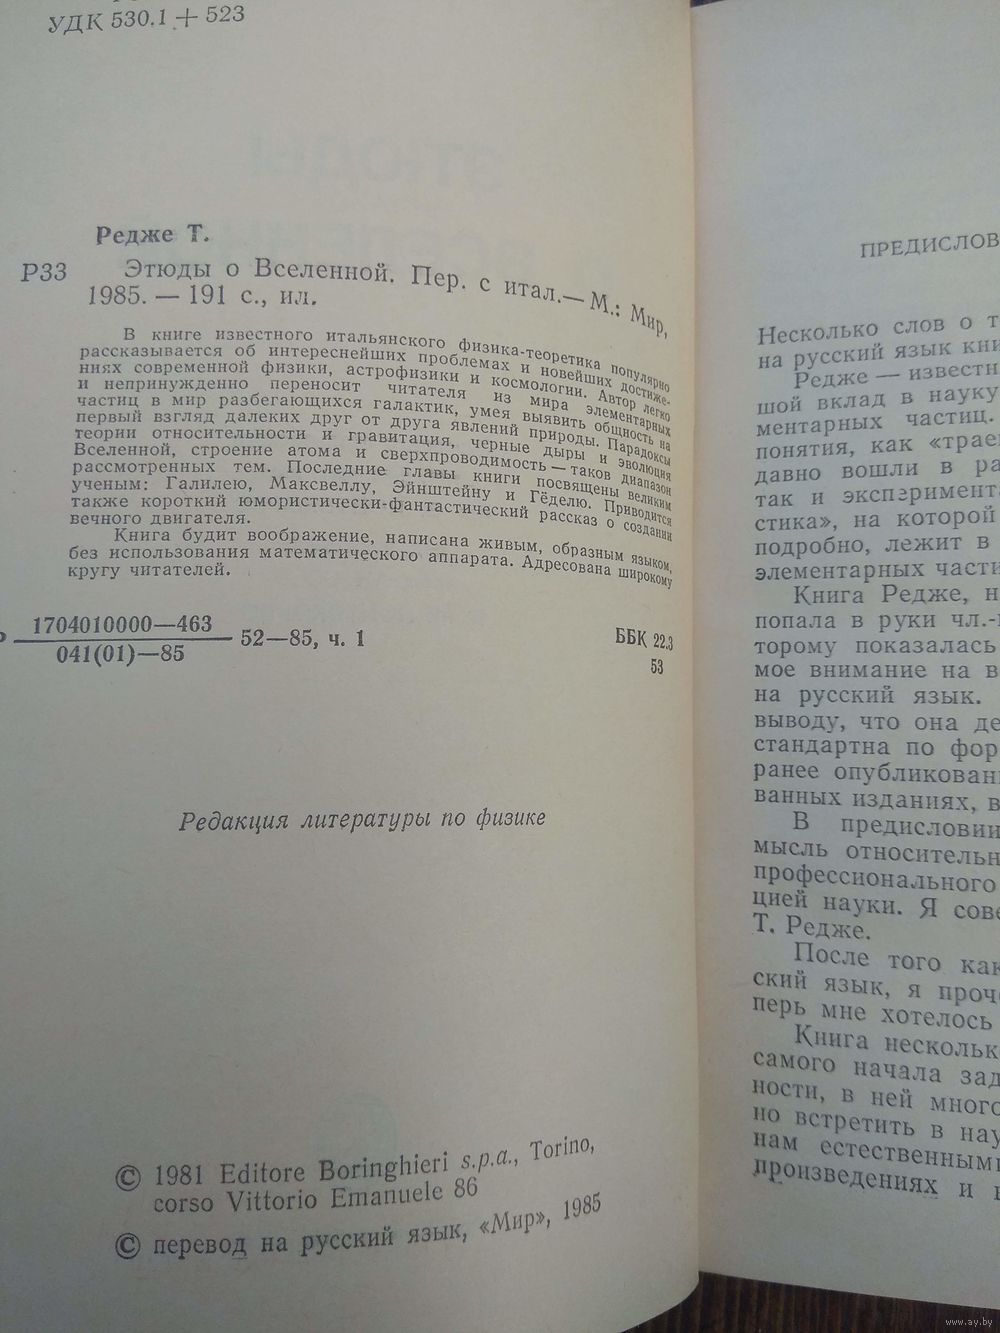 УДК 530.1 + 523
Редже Т.
Р33 Этюды о Вселенной. Пер. с итал.— М.: Мир,
1985. — 191 с., ил.
В книге известного итальянского физика-теоретика популярно
рассказывается об интереснейших проблемах и новейших достиже-
ниях современной физики, астрофизики и космологии. Автор легко
и непринужденно переносит читателя из мира элементарных
частиц в мир разбегающихся галактик, умея выявить общность на
первый взгляд далеких друг от друга явлений природы. Парадоксы
теории относительности и гравитация, черные дыры и эволюция
Вселенной, строение атома и сверхпроводимость — таков диапазон
рассмотренных тем. Последние главы книги посвящены великим
ученым: Галилею, Максвеллу, Эйнштейну и Гёделю. Приводится
также короткий юмористически-фантастический рассказ о создании
вечного двигателя.
Книга будит воображение, написана живым, образным языком,
без использования математического аппарата. Адресована широкому
кругу читателей.
1704010000—463
041(01)—85
52—85, ч. 1
ББК 22.3
53
Редакция литературы по физике
© 1981 Editore Boringhieri s.p.a., Torino,
corso Vittorio Emanuele 86
© перевод на русский язык, «Мир», 1985
ПРЕДИСЛОВ
Несколько слов о т
на русский язык кни
Редже — известн
шой вклад в науку
ментарных частиц.
понятия, как «трае
давно вошли в ра
так и эксперимент
стика», на которой
подробно, лежит в
элементарных части
Книга Редже, н
попала в руки чл.-
торому показалась
мое внимание на в
на русский язык.
выводу, что она де
стандартна по фор
ранее опубликован
ванных изданиях, в
В предисловии
мысль относительн
профессионального
цией науки. Я сове
Т. Редже.
После того как
ский язык, я проч
перь мне хотелось
Книга нескольк
самого начала зад
ности, в ней много
но встретить в нау
нам естественными
произведениях и
www.ay.by